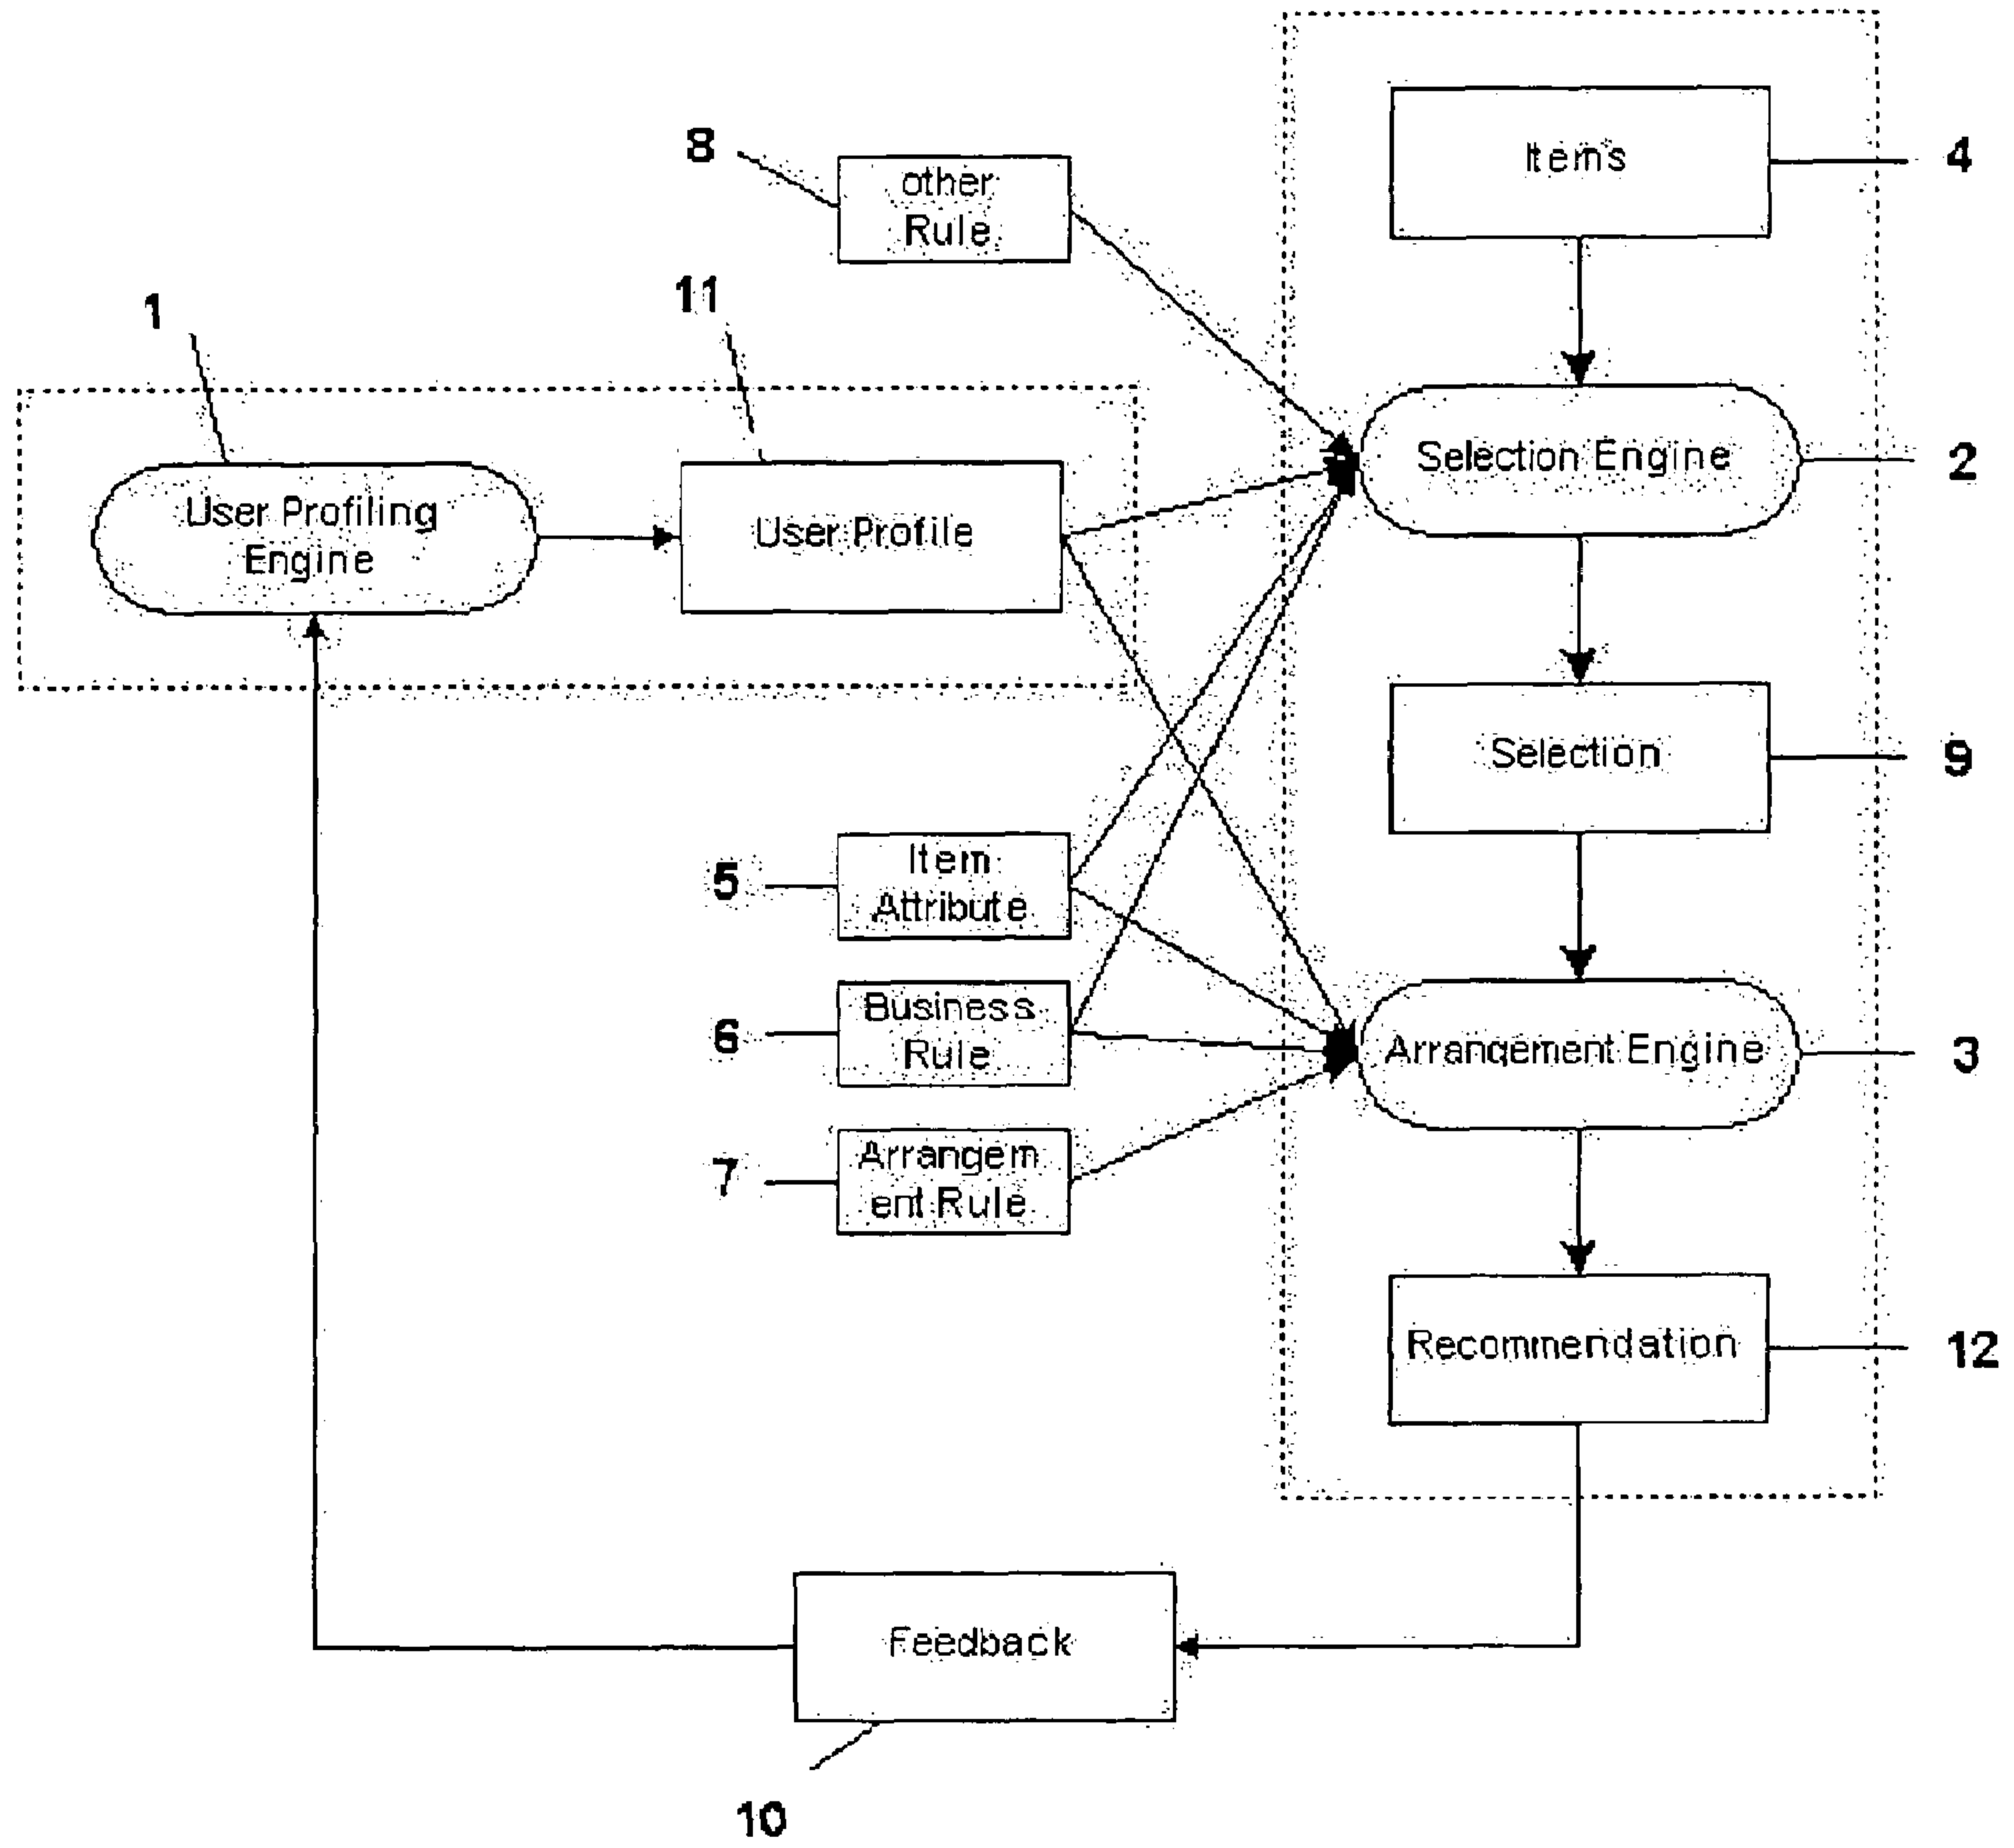 Item's
4
8
other
Rule
1
11
Selection Engine
2
User Profiling
Engine
User Profile
Selection
9
5
Item
Attribute
6
Business
Rule
Arrangement Engine
3
7
Arrangem
ent Rule
Recommendation
12
Feedback
10